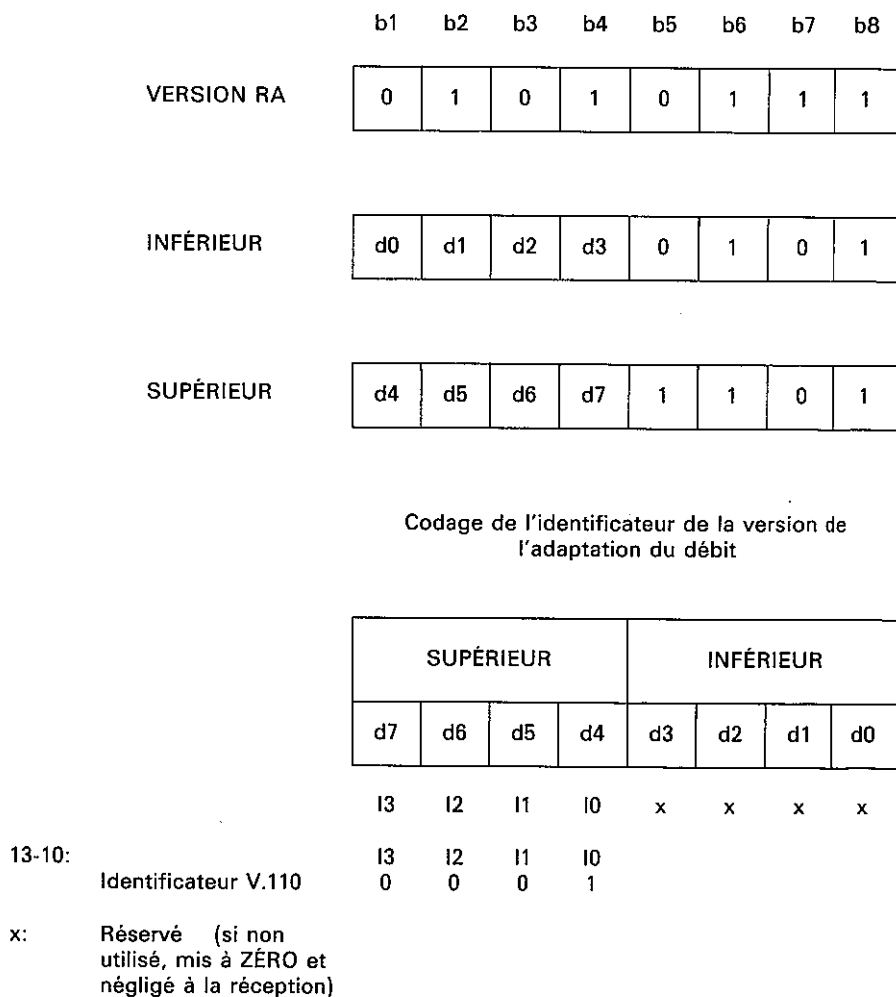 b1 b2 b3 b4 b5 b6 b7 b8
VERSION RA 0 1 0 1 0 1 1 1
INFÉRIEUR d0 d1 d2 d3 0 1 0 1
SUPÉRIEUR d4 d5 d6 d7 1 1 0 1
Codage de l'identificateur de la version de
l'adaptation du débit
SUPÉRIEUR INFÉRIEUR
d7 d6 d5 d4 d3 d2 d1 d0
I3 I2 I1 I0 x x x x
13-10: I3 I2 I1 I0
Identificateur V.110 0 0 0 1
x: Réservé (si non
utilisé, mis à ZÉRO et
négligé à la réception)